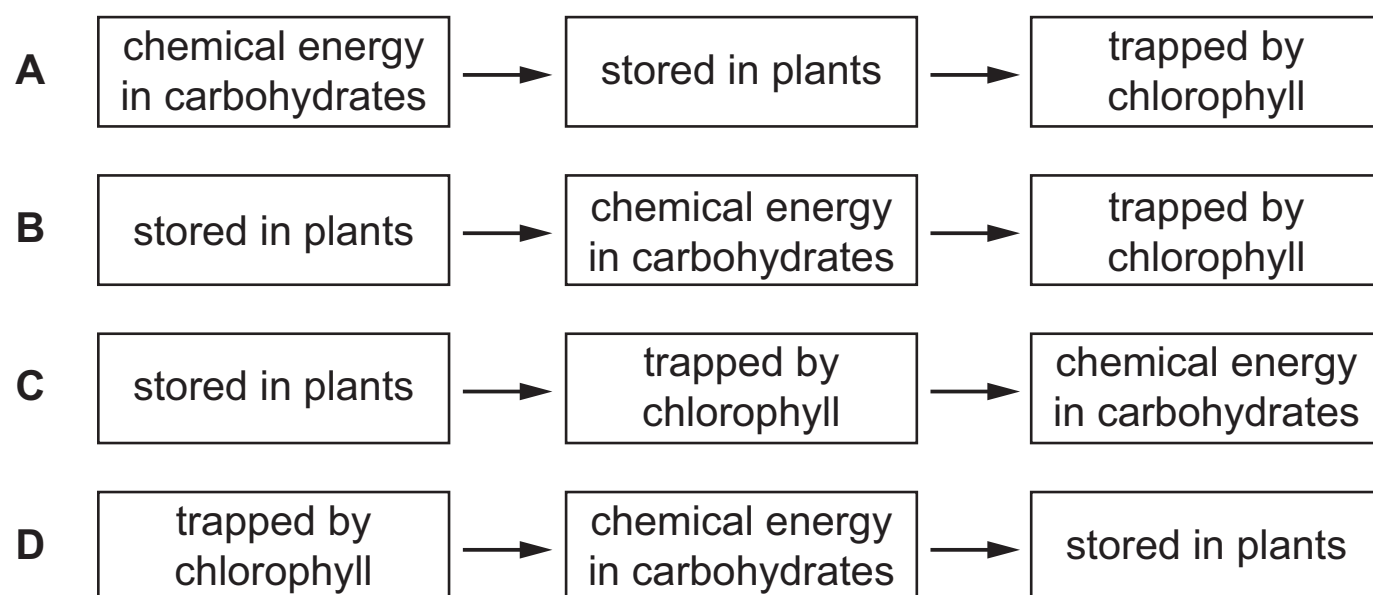 A
chemical energy
in carbohydrates
stored in plants
trapped by
chlorophyll
B
stored in plants
chemical energy
in carbohydrates
trapped by
chlorophyll
C
stored in plants
trapped by
chlorophyll
chemical energy
in carbohydrates
D
trapped by
chlorophyll
chemical energy
in carbohydrates
stored in plants